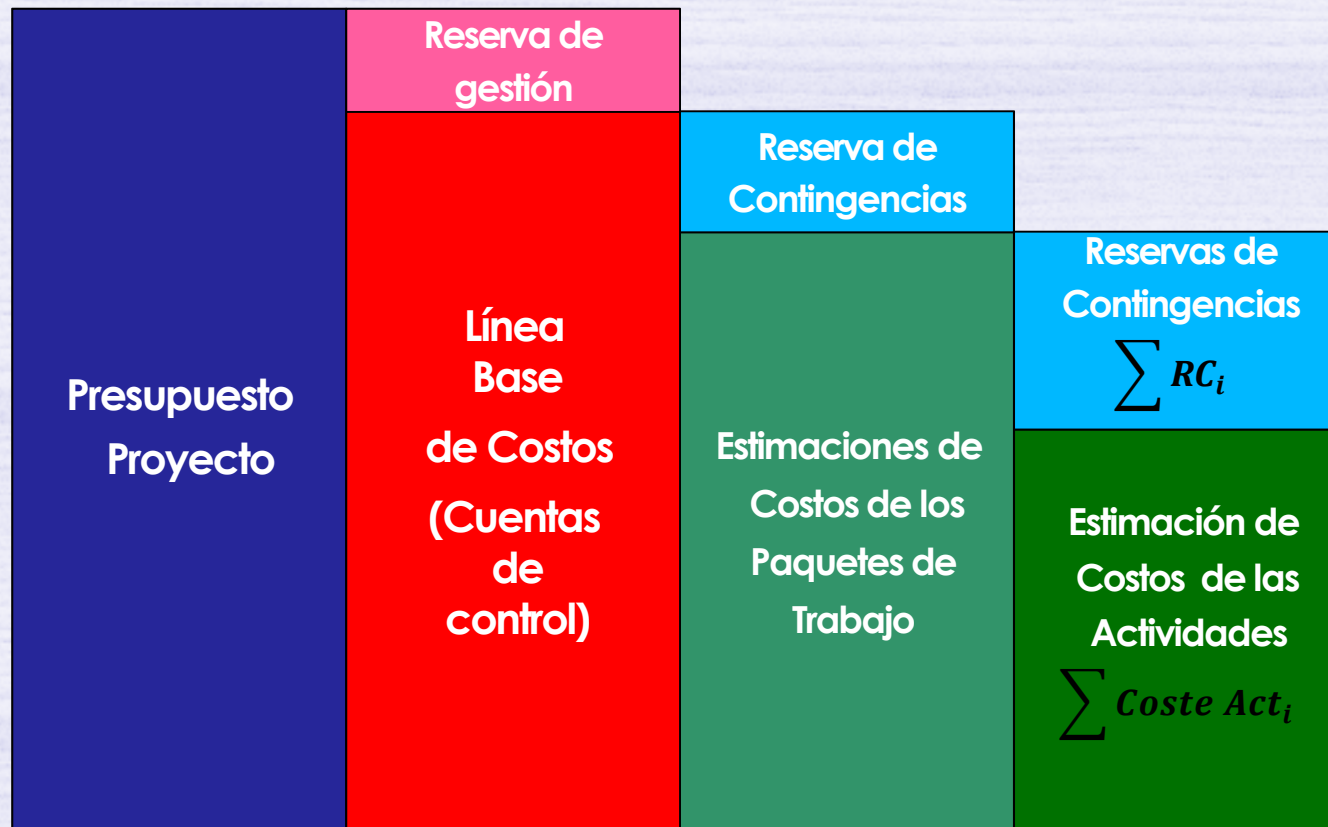 Presupuesto
Proyecto
Reserva de
gestión
Línea
Base
de Costos
(Cuentas
de
control)
Reserva de
Contingencias
Estimaciones de
Costos de los
Paquetes de
Trabajo
Reservas de
Contingencias
∑ RCᵢ
Estimación de
Costos de las
Actividades
∑ Coste Actᵢ